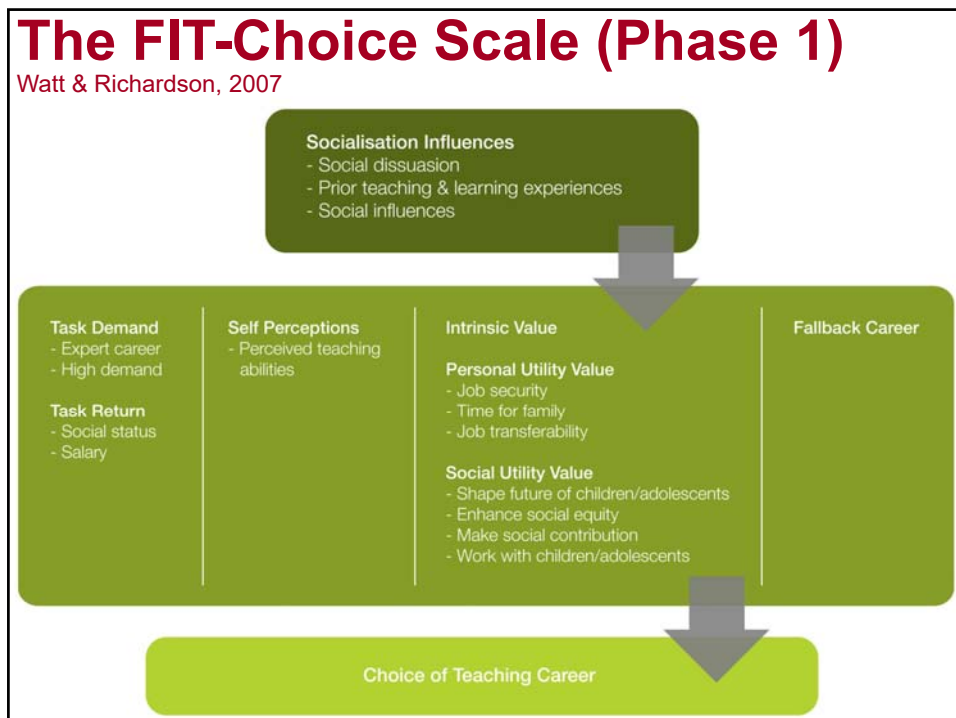 The FIT-Choice Scale (Phase 1)
Watt & Richardson, 2007
Socialisation Influences
- Social dissuasion
- Prior teaching & learning experiences
- Social influences
Task Demand
- Expert career
- High demand
Task Return
- Social status
- Salary
Self Perceptions
- Perceived teaching
abilities
Intrinsic Value
Personal Utility Value
- Job security
- Time for family
- Job transferability
Social Utility Value
- Shape future of children/adolescents
- Enhance social equity
- Make social contribution
- Work with children/adolescents
Fallback Career
Choice of Teaching Career